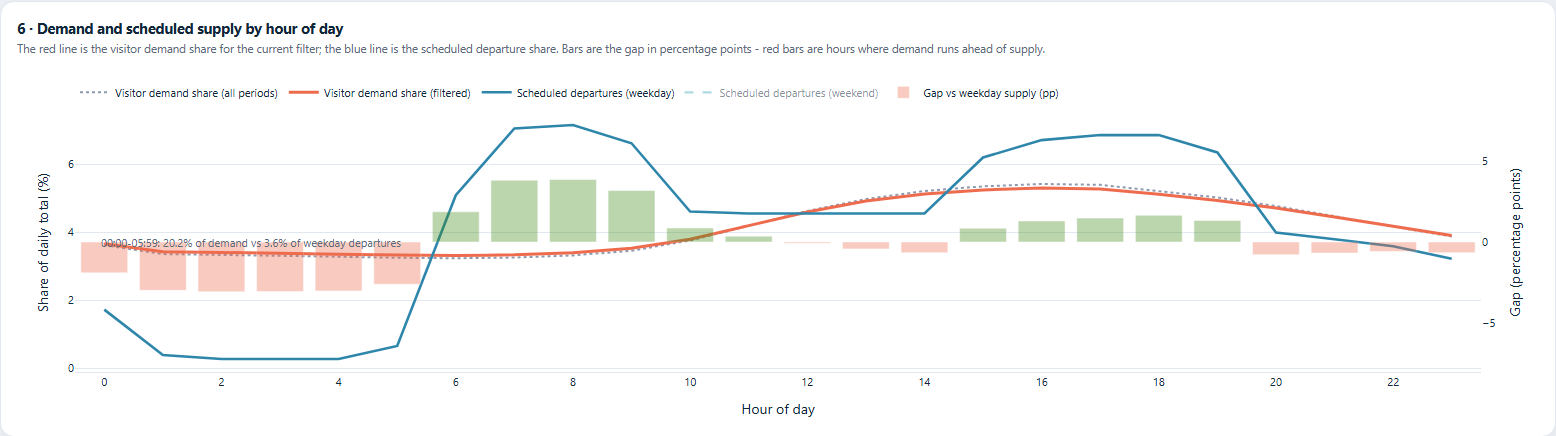 6 · Demand and scheduled supply by hour of day
The red line is the visitor demand share for the current filter; the blue line is the scheduled departure share. Bars are the gap in percentage points - red bars are hours where demand runs ahead of supply.
Visitor demand share (all periods) Visitor demand share (filtered) Scheduled departures (weekday) Scheduled departures (weekend) Gap vs weekday supply (pp)
Share of daily total (%)
6
4
2
0
00:00-05:59: 20.2% of demand vs 3.6% of weekday departures
5
0
−5
Gap (percentage points)
0 2 4 6 8 10 12 14 16 18 20 22
Hour of day